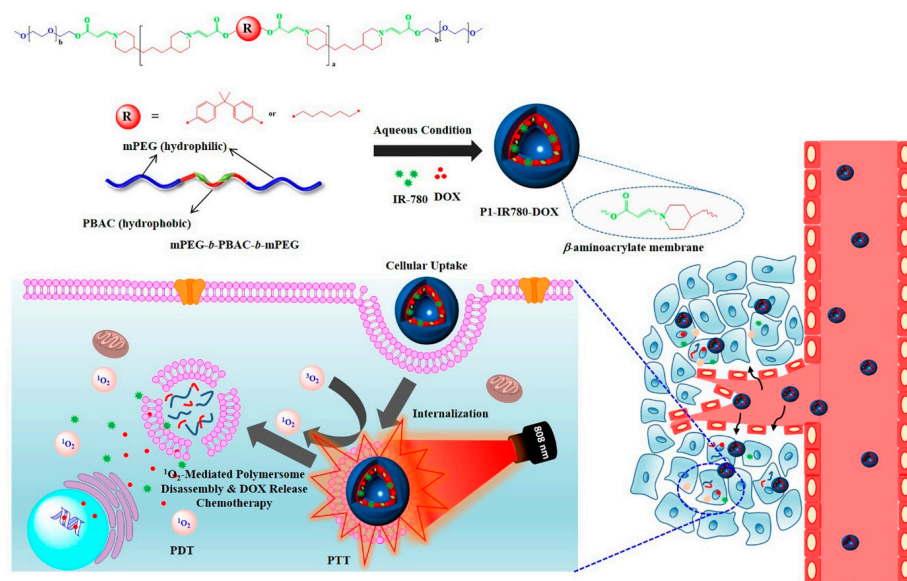 O
O
O
O
O
N
N
R
O
O
O
O
N
N
O
O
O
O
b
a
b
R
=
or
mPEG (hydrophilic)
PBAC (hydrophobic)
mPEG-b-PBAC-b-mPEG
Aqueous Condition
IR-780
DOX
P1-IR780-DOX
O
O
N
β-aminoacrylate membrane
Cellular Uptake
¹O₂
³O₂
¹O₂
¹O₂
Internalization
808 nm
¹O₂-Mediated Polymersome
Disassembly & DOX Release
Chemotherapy
¹O₂
PDT
PTT